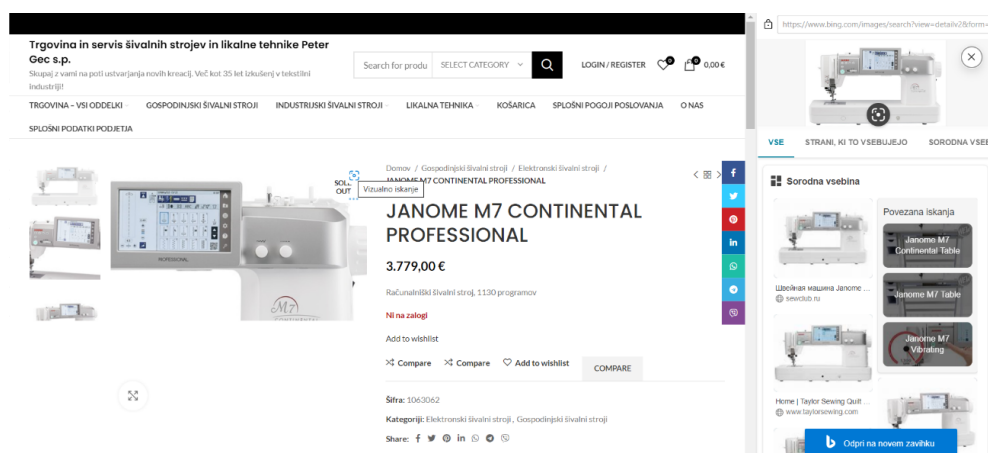 Trgovina in servis šivalnih strojev in likalne tehnike Peter
Gec s.p.
Skupaj z vami na poti ustvarjanja novih kreacij. Več kot 35 let izkušenj v tekstilni
industriji!
Search for produ
SELECT CATEGORY
LOGIN / REGISTER
0
0
0,00 €
TRGOVINA – VSI ODDELKI
GOSPODINJSKI ŠIVALNI STROJI
INDUSTRIJSKI ŠIVALNI STROJI
LIKALNA TEHNIKA
KOŠARICA
SPLOŠNI POGOJI POSLOVANJA
O NAS
SPLOŠNI PODATKI PODJETJA
SOLD
OUT
Vizualno iskanje
PROFESSIONAL
M7
CONTINENTAL
Domov / Gospodinjski šivalni stroji / Elektronski šivalni stroji /
JANOME M7 CONTINENTAL PROFESSIONAL
JANOME M7 CONTINENTAL
PROFESSIONAL
3.779,00 €
Računalniški šivalni stroj, 1130 programov
Ni na zalogi
Add to wishlist
Compare
Compare
Add to wishlist
COMPARE
Šifra: 1063062
Kategoriji: Elektronski šivalni stroji , Gospodinjski šivalni stroji
Share:
https://www.bing.com/images/search?view=detailv2&form=
VSE
STRANI, KI TO VSEBUJEJO
SORODNA VSEB
Sorodna vsebina
Швейная машина Janome ...
sewclub ru
Home | Taylor Sewing Quilt ...
www.taylorsewing.com
Povezana iskanja
Janome M7
Continental Table
Janome M7 Table
Janome M7
Vibrating
Odpri na novem zavihku